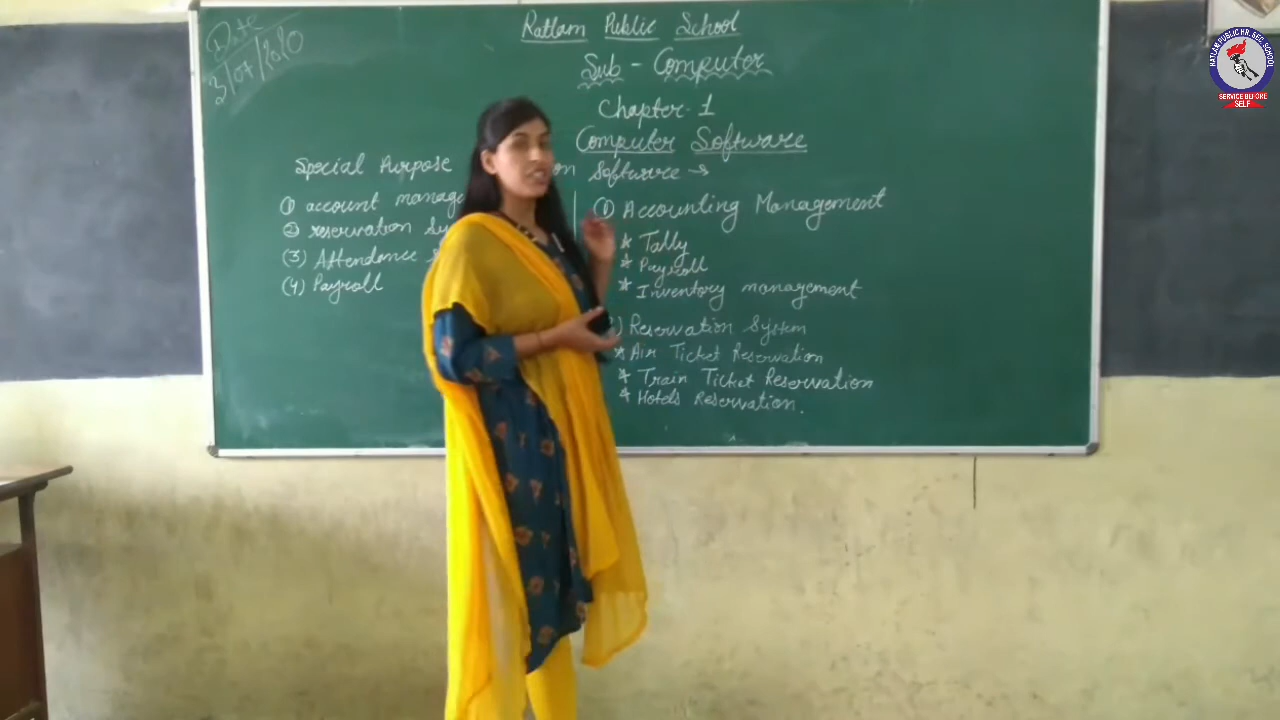 Date
3/07/2020
Ratlam Public School
Sub - Computer
Chapter-1
Computer Software
Special Purpose on Software →
① account manage
② reservation Sy
(3) Attendance
(4) Payroll
① Accounting Management
* Tally
* Payroll
* Inventory management
) Reservation System
* Air Ticket Reservation
* Train Ticket Reservation
* Hotels Reservation.
RATLAM PUBLIC HR. SEC. SCHOOL
SERVICE BEFORE
SELF